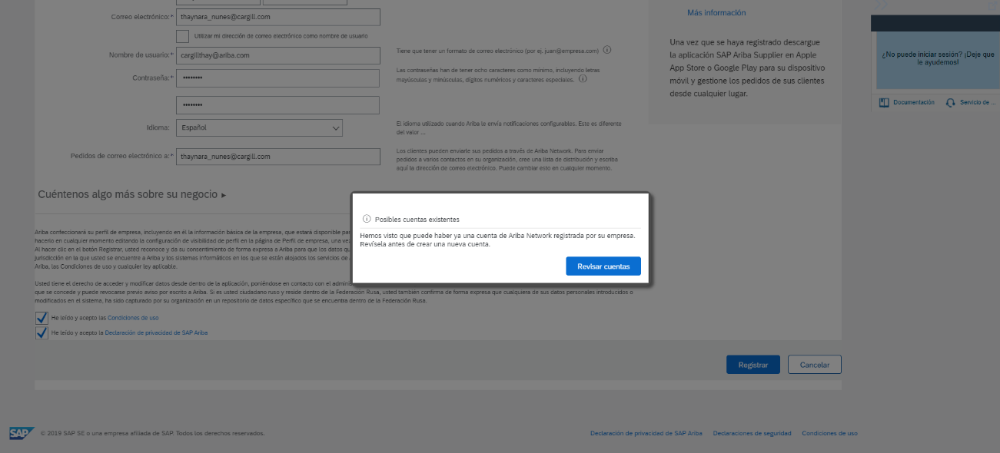 Correo electrónico:* thaynara_nunes@cargill.com
Utilizar mi dirección de correo electrónico como nombre de usuario
Nombre de usuario:* cargillthay@ariba.com
Tiene que tener un formato de correo electrónico (por ej. juan@empresa.com)
Contraseña:* ••••••••
Las contraseñas han de tener ocho caracteres como mínimo, incluyendo letras
mayúsculas y minúsculas, dígitos numéricos y caracteres especiales.
••••••••
Idioma: Español
El idioma utilizado cuando Ariba le envía notificaciones configurables. Este es diferente
del valor ...
Pedidos de correo electrónico a:* thaynara_nunes@cargill.com
Los clientes pueden enviarle sus pedidos a través de Ariba Network. Para enviar
pedidos a varios contactos en su organización, cree una lista de distribución y escriba
aquí la dirección de correo electrónico. Puede cambiar esto en cualquier momento.
Más información
Una vez que se haya registrado descargue
la aplicación SAP Ariba Supplier en Apple
App Store o Google Play para su dispositivo
móvil y gestione los pedidos de sus clientes
desde cualquier lugar.
¿No puede iniciar sesión? ¡Deje que
le ayudemos!
Documentación Servicio de ...
Cuéntenos algo más sobre su negocio ►
Posibles cuentas existentes
Hemos visto que puede haber ya una cuenta de Ariba Network registrada por su empresa.
Revísela antes de crear una nueva cuenta.
Revisar cuentas
Ariba confeccionará su perfil de empresa, incluyendo en él la información básica de la empresa, que estará disponible
hacerlo en cualquier momento editando la configuración de visibilidad de perfil en la página de Perfil de empresa, una
Al hacer clic en el botón Registrar, usted reconoce y da su consentimiento de forma expresa a Ariba para que los datos
jurisdicción en la que usted se encuentre a Ariba y los sistemas informáticos en los que se están alojados los servicios de
Ariba, las Condiciones de uso y cualquier ley aplicable.
Usted tiene el derecho de acceder y modificar datos desde dentro de la aplicación, poniéndose en contacto con el
que se concede y puede revocarse previo aviso por escrito a Ariba. Si es usted ciudadano ruso y reside dentro de la Federación Rusa, usted también confirma de forma expresa que cualquiera de sus datos personales introducidos o
modificados en el sistema, ha sido capturado por su organización en un repositorio de datos específico que se encuentra dentro de la Federación Rusa.
He leído y acepto las Condiciones de uso
He leído y acepto la Declaración de privacidad de SAP Ariba
Registrar Cancelar
SAP © 2019 SAP SE o una empresa afiliada de SAP. Todos los derechos reservados.
Declaración de privacidad de SAP Ariba Declaraciones de seguridad Condiciones de uso